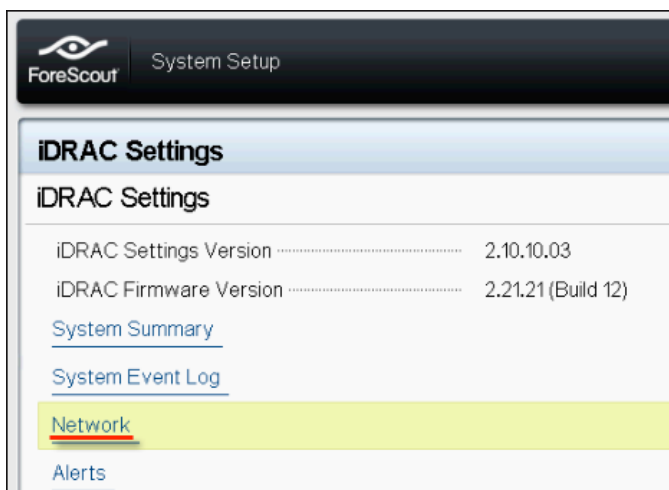 ForeScout
System Setup
iDRAC Settings
iDRAC Settings
iDRAC Settings Version 2.10.10.03
iDRAC Firmware Version 2.21.21 (Build 12)
System Summary
System Event Log
Network
Alerts